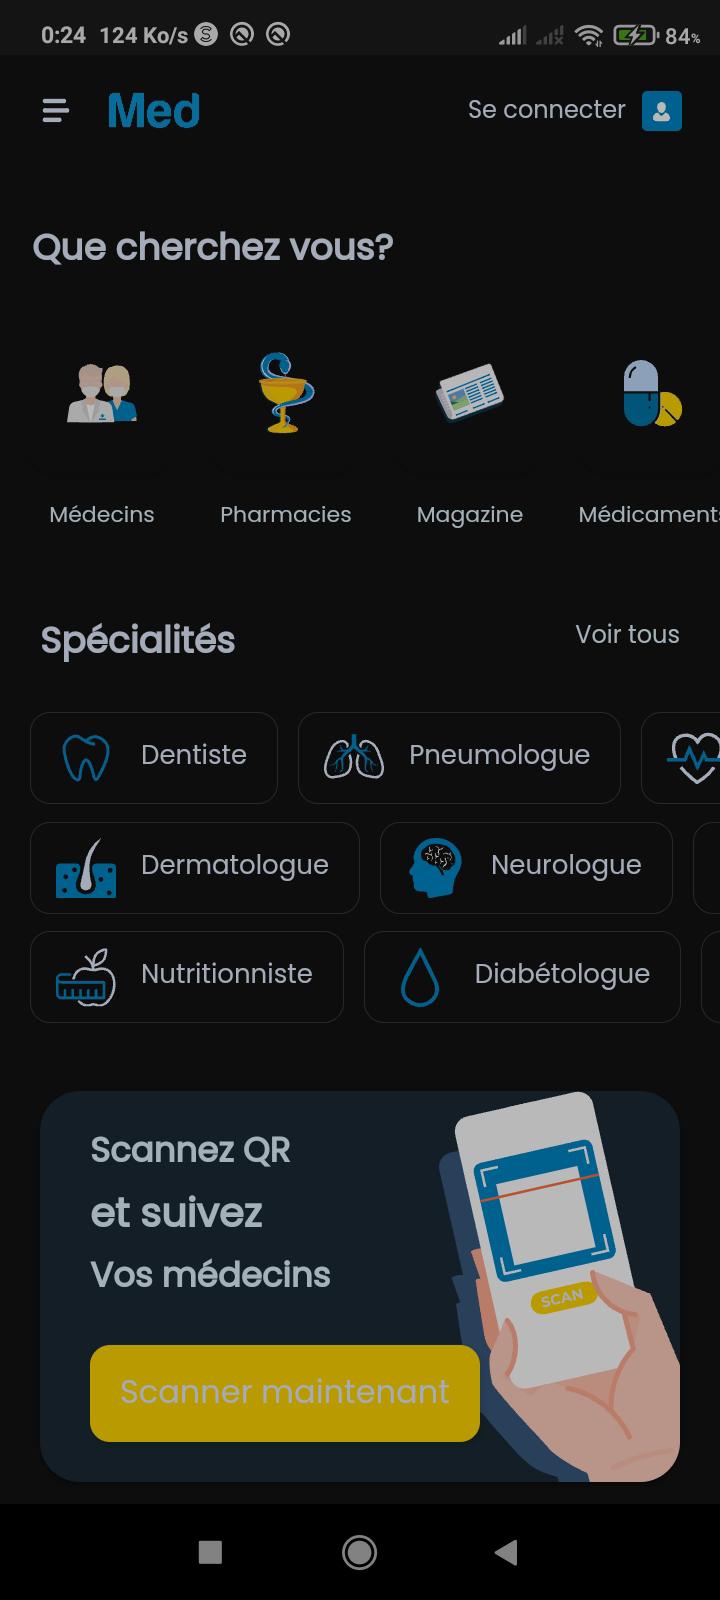 0:24 124 Ko/s 84%
Med Se connecter
Que cherchez vous?
Médecins Pharmacies Magazine Médicaments
Spécialités Voir tous
Dentiste Pneumologue
Dermatologue Neurologue
Nutritionniste Diabétologue
Scannez QR
et suivez
Vos médecins
SCAN
Scanner maintenant